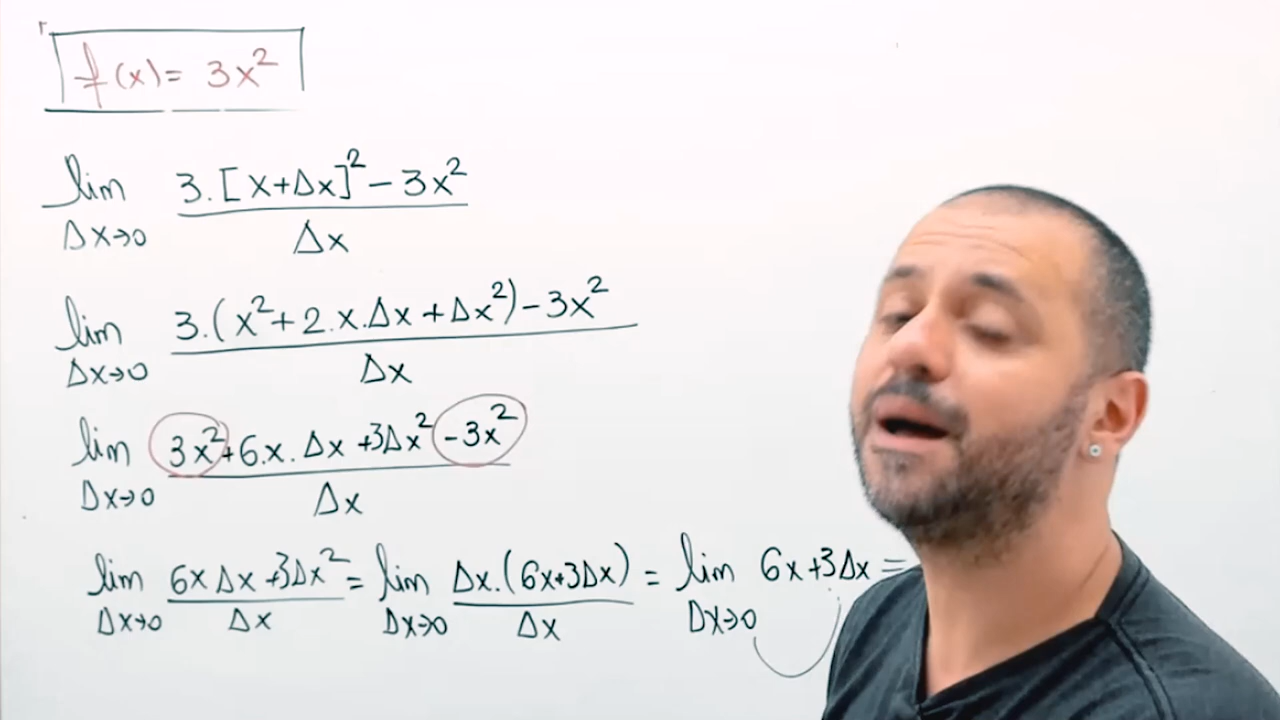 f(x) = 3x²
lim Δx→0 3.[x+Δx]² - 3x² / Δx
lim Δx→0 3.(x²+2.x.Δx+Δx²) - 3x² / Δx
lim Δx→0 3x²+6.x.Δx+3Δx²-3x² / Δx
lim Δx→0 6xΔx+3Δx² / Δx = lim Δx→0 Δx.(6x+3Δx) / Δx = lim Δx→0 6x+3Δx =